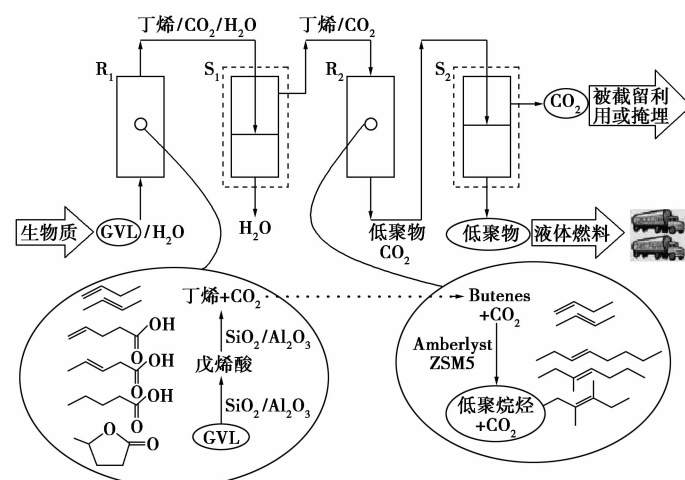 丁烯/CO2/H2O
丁烯/CO2
R1
S1
R2
S2
CO2
被截留利
用或掩埋
生物质
GVL
/H2O
H2O
低聚物
CO2
低聚物
液体燃料
丁烯+CO2
SiO2/Al2O3
戊烯酸
SiO2/Al2O3
GVL
OH
O
OH
O
OH
O
O
O
Butenes
+CO2
Amberlyst
ZSM5
低聚烷烃
+CO2